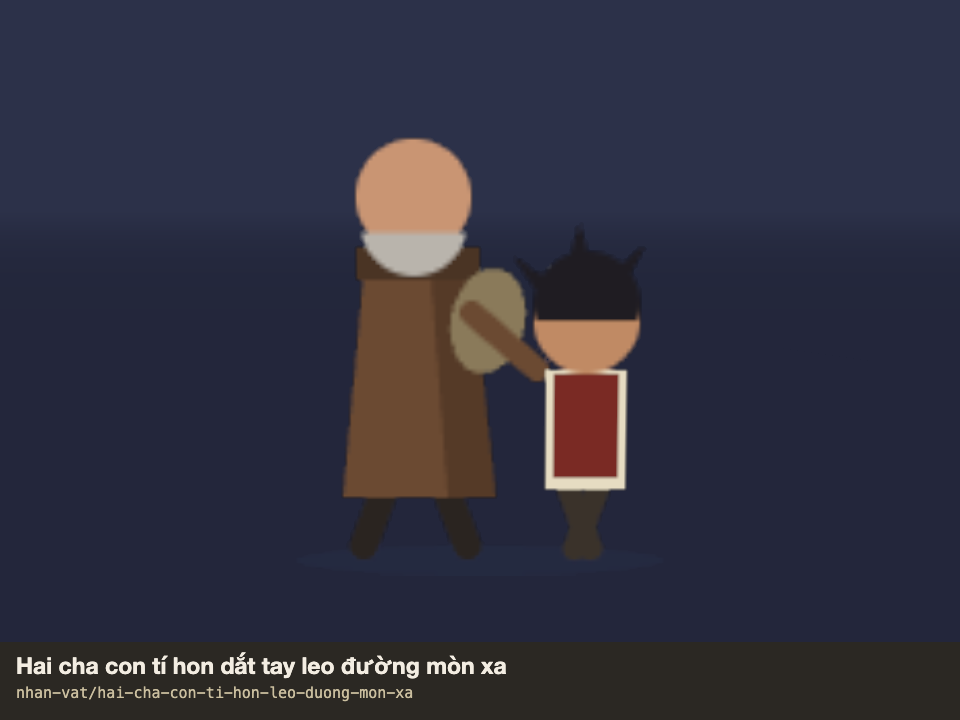 Hai cha con tí hon dắt tay leo đường mòn xa
nhan-vat/hai-cha-con-ti-hon-leo-duong-mon-xa